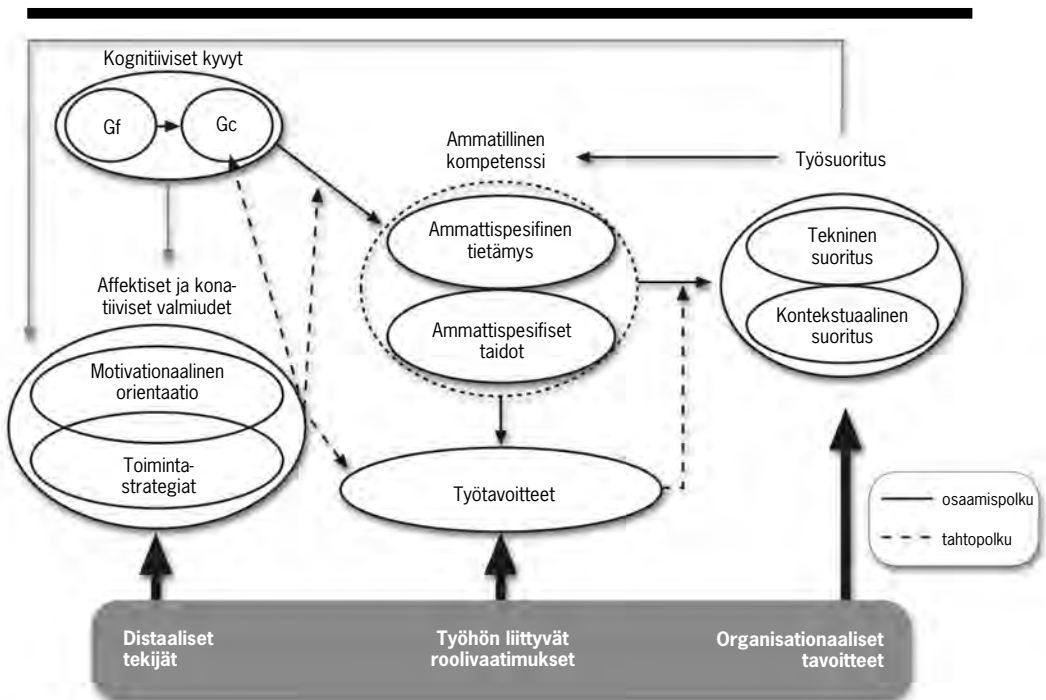 Kognitiiviset kyvyt
Gf
Gc
Ammatillinen
kompetenssi
Työsuoritus
Ammattispesifinen
tietämys
Ammattispesifiset
taidot
Tekninen
suoritus
Kontekstuaalinen
suoritus
Affektiset ja kona-
tiiviset valmiudet
Motivationaalinen
orientaatio
Toiminta-
strategiat
Työtavoitteet
osaamispolku
tahtopolku
Distaaliset
tekijät
Työhön liittyvät
roolivaatimukset
Organisationaaliset
tavoitteet